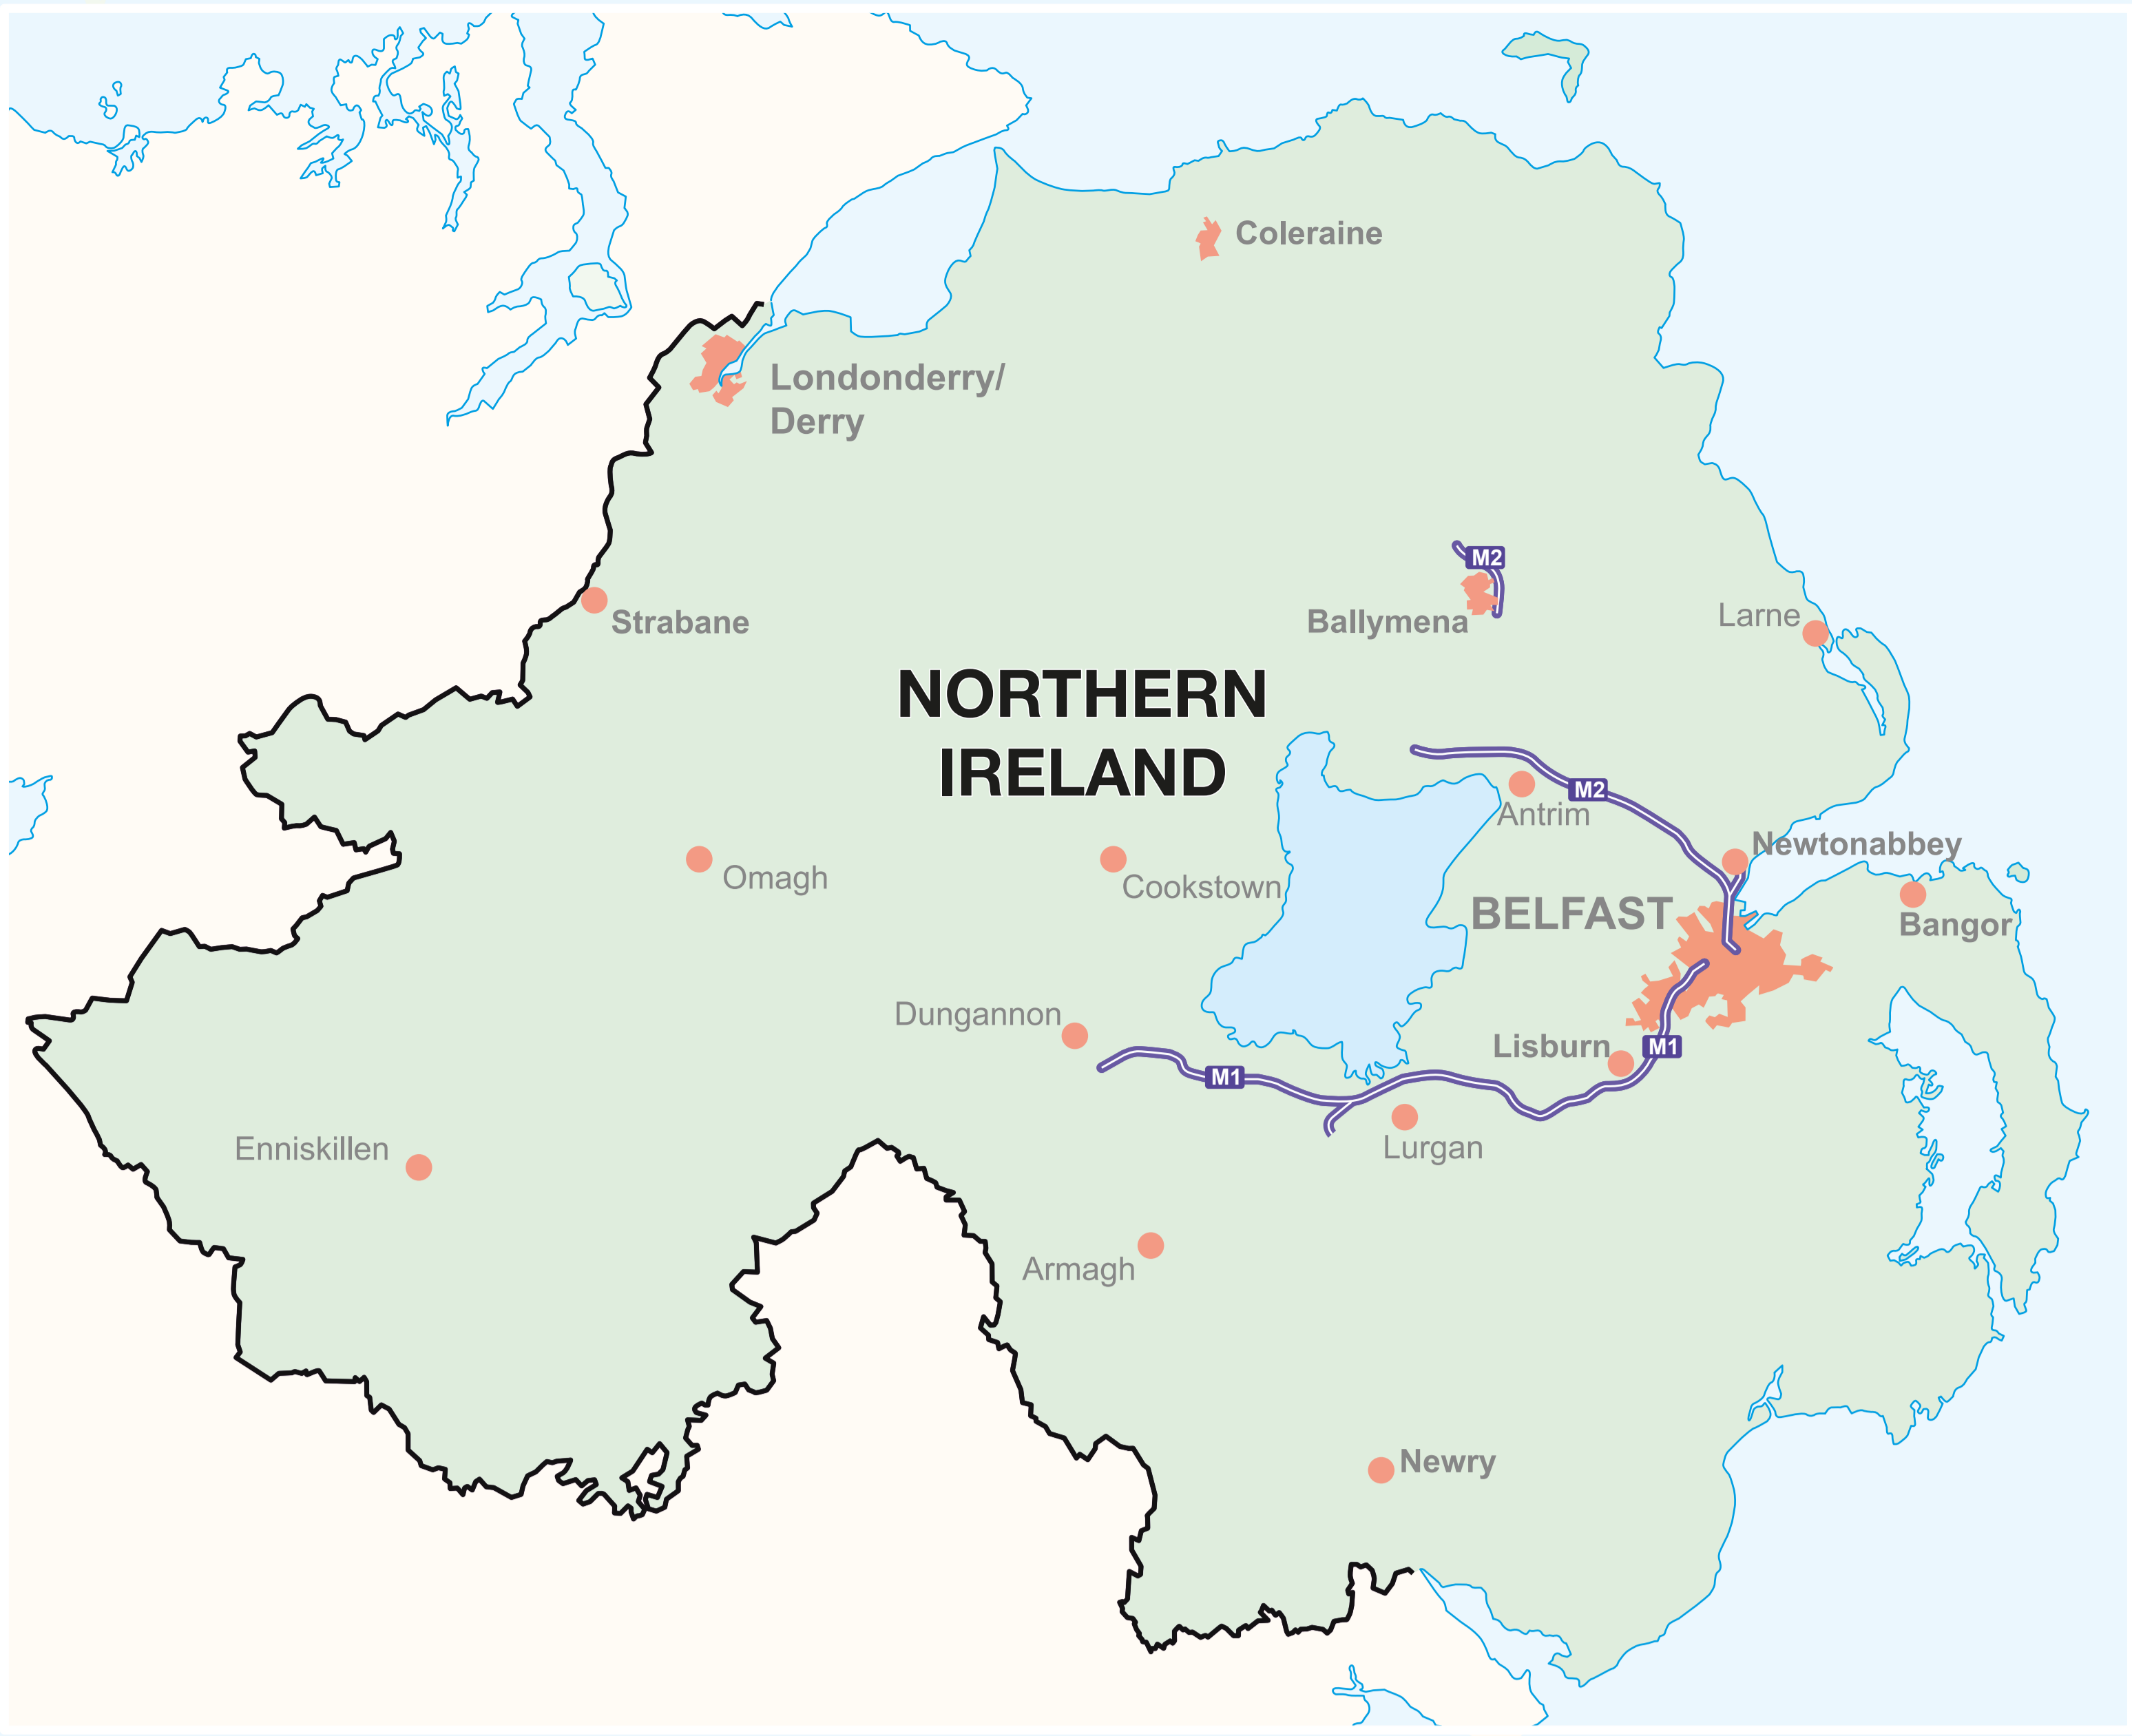 Coleraine
Londonderry/
Derry
M2
Strabane
Ballymena
Larne
NORTHERN
IRELAND
M2
Antrim
Newtonabbey
Omagh
Cookstown
BELFAST
Bangor
Dungannon
Lisburn
M1
M1
Enniskillen
Lurgan
Armagh
Newry